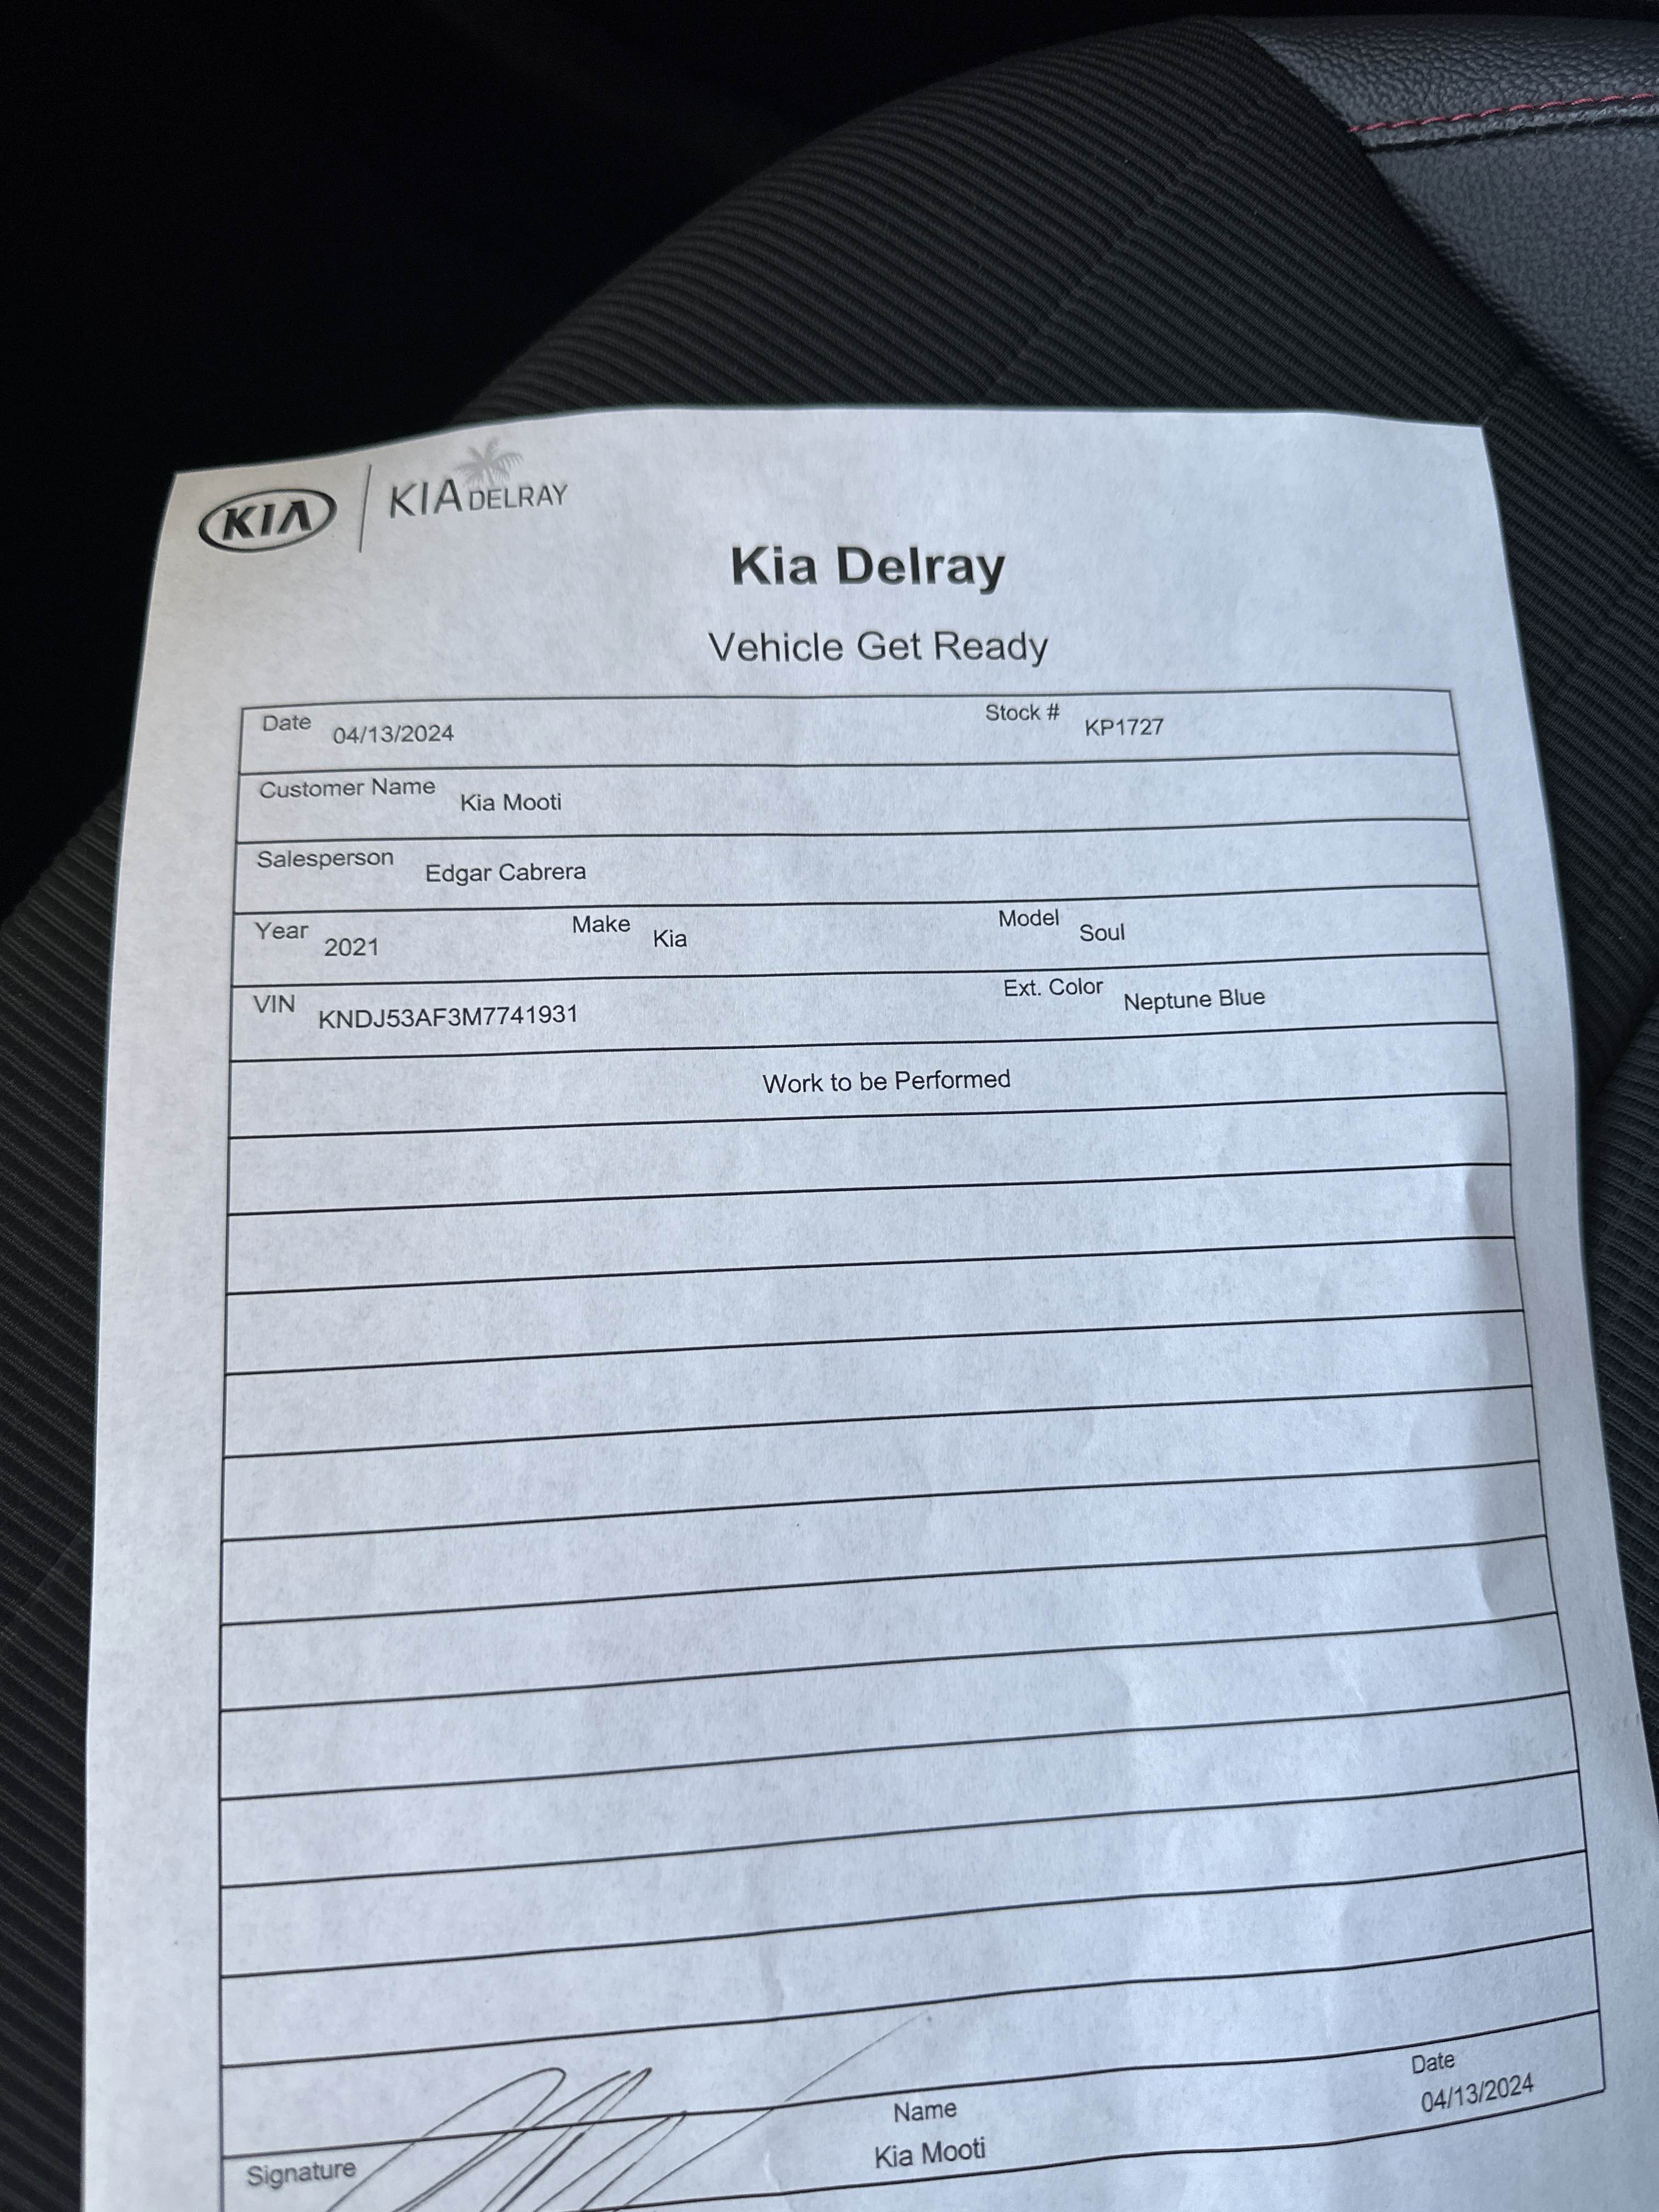 KIA KIA DELRAY
Kia Delray
Vehicle Get Ready
Date 04/13/2024 Stock # KP1727
Customer Name Kia Mooti
Salesperson Edgar Cabrera
Year 2021 Make Kia Model Soul
VIN KNDJ53AF3M7741931 Ext. Color Neptune Blue
Work to be Performed
Signature Name Date
Kia Mooti 04/13/2024